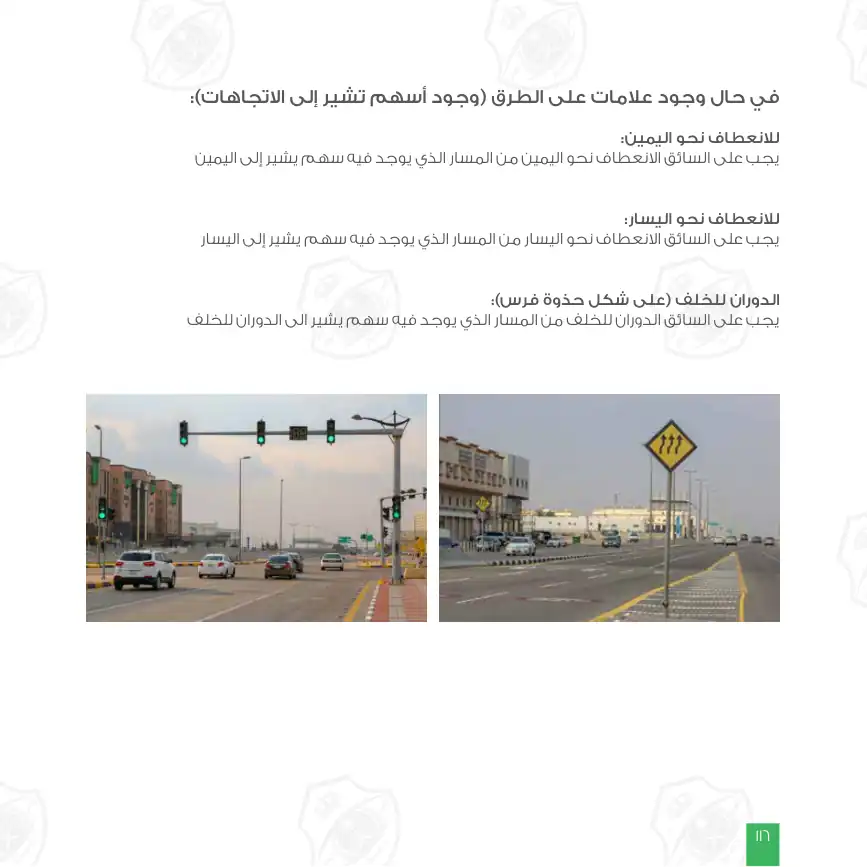 في حال وجود علامات على الطرق (وجود أسهم تشير إلى الاتجاهات):
للانعطاف نحو اليمين:
يجب على السائق الانعطاف نحو اليمين من المسار الذي يوجد فيه سهم يشير إلى اليمين
للانعطاف نحو اليسار:
يجب على السائق الانعطاف نحو اليسار من المسار الذي يوجد فيه سهم يشير إلى اليسار
الدوران للخلف (على شكل حذوة فرس):
يجب على السائق الدوران للخلف من المسار الذي يوجد فيه سهم يشير الى الدوران للخلف
١١٦